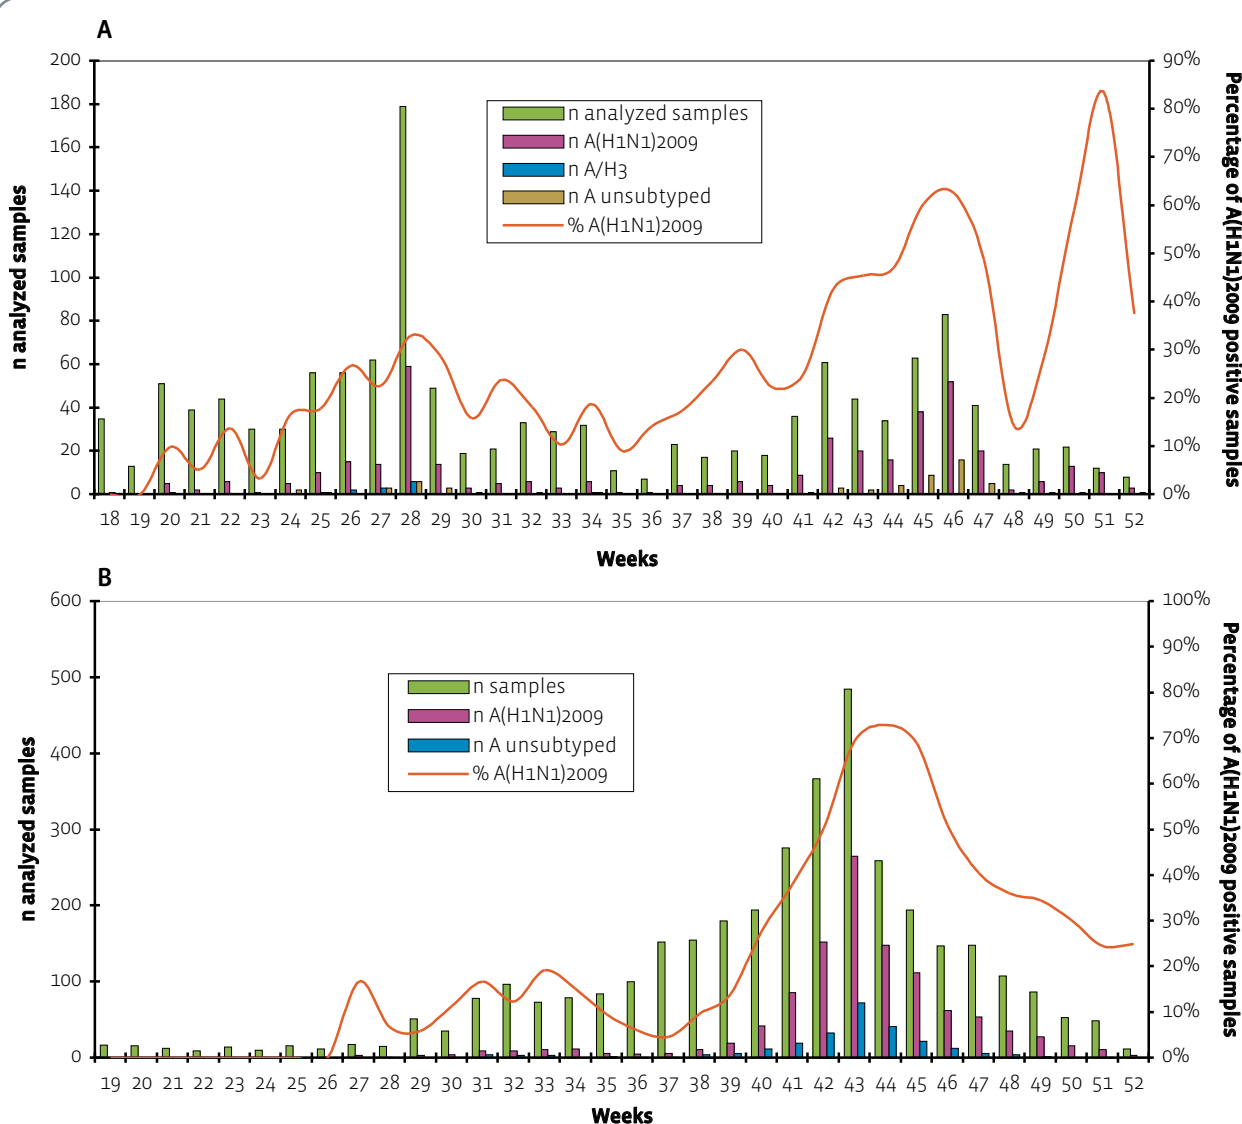 A
200
180
160
140
120
100
80
60
40
20
0
n analyzed samples
90%
80%
70%
60%
50%
40%
30%
20%
10%
0%
Percentage of A(H1N1)2009 positive samples
n analyzed samples
n A(H1N1)2009
n A/H3
n A unsubtyped
% A(H1N1)2009
18 19 20 21 22 23 24 25 26 27 28 29 30 31 32 33 34 35 36 37 38 39 40 41 42 43 44 45 46 47 48 49 50 51 52
Weeks
B
600
500
400
300
200
100
0
n analyzed samples
100%
90%
80%
70%
60%
50%
40%
30%
20%
10%
0%
Percentage of A(H1N1)2009 positive samples
n samples
n A(H1N1)2009
n A unsubtyped
% A(H1N1)2009
19 20 21 22 23 24 25 26 27 28 29 30 31 32 33 34 35 36 37 38 39 40 41 42 43 44 45 46 47 48 49 50 51 52
Weeks